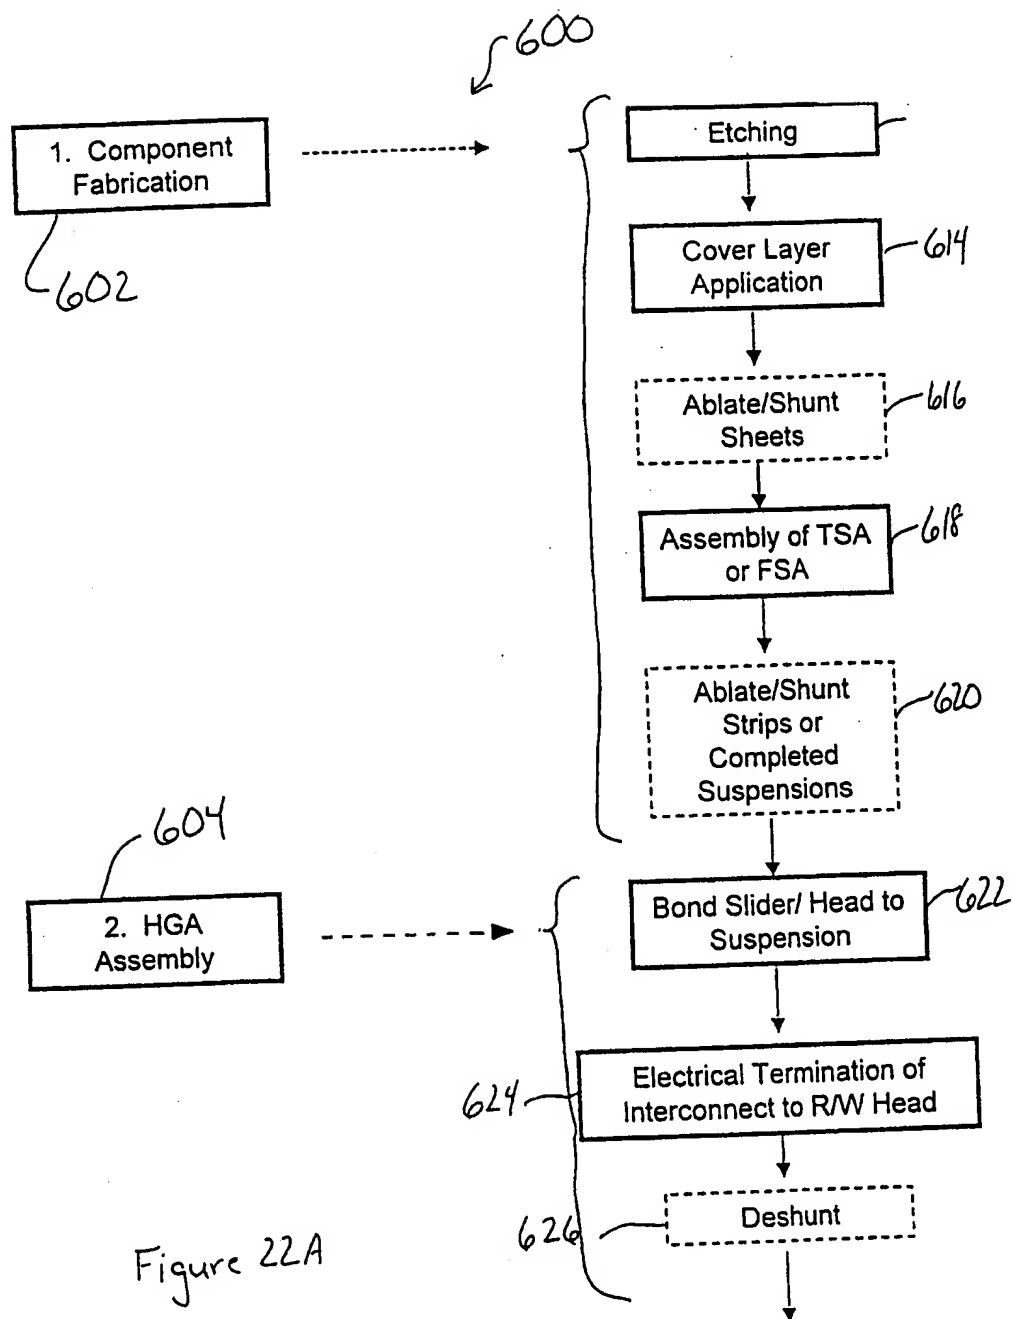 600
1. Component
Fabrication
602
Etching
Cover Layer
Application
614
Ablate/Shunt
Sheets
616
Assembly of TSA
or FSA
618
Ablate/Shunt
Strips or
Completed
Suspensions
620
604
2. HGA
Assembly
Bond Slider/ Head to
Suspension
622
624
Electrical Termination of
Interconnect to R/W Head
626
Deshunt
Figure 22A